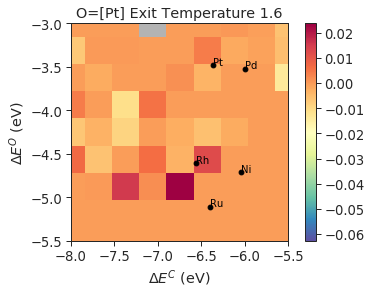 O=[Pt] Exit Temperature 1.6
−3.0
−3.5
−4.0
−4.5
−5.0
−5.5
ΔE^O (eV)
Pt
Pd
Rh
Ni
Ru
−8.0 −7.5 −7.0 −6.5 −6.0 −5.5
ΔE^C (eV)
0.02
0.01
0.00
−0.01
−0.02
−0.03
−0.04
−0.05
−0.06